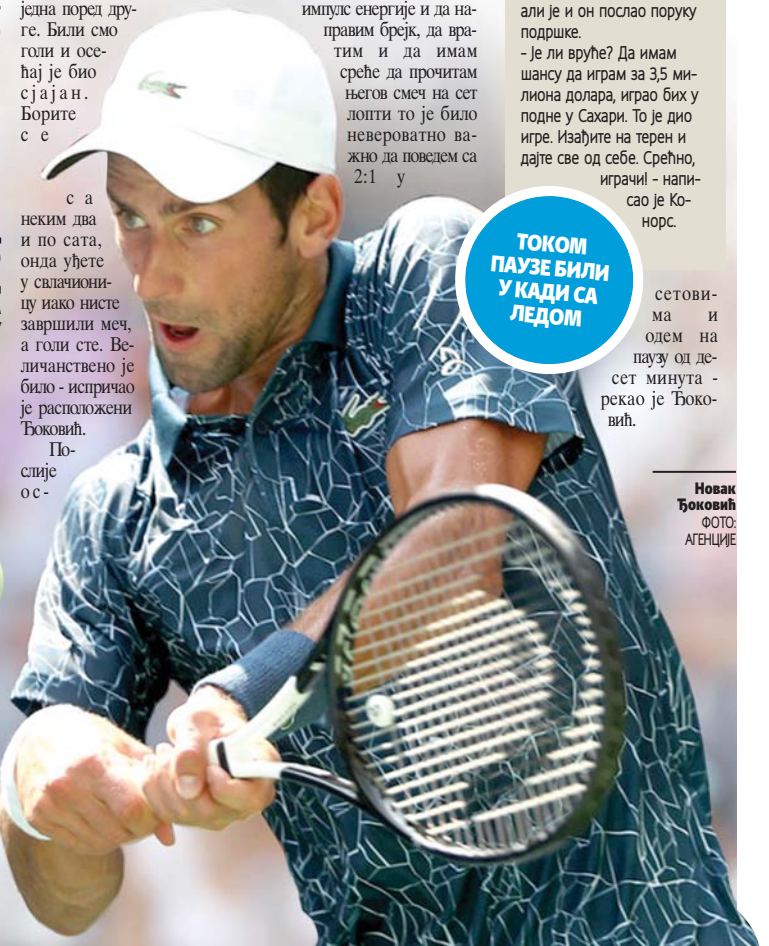 једна поред дру-
ге. Били смо
голи и осе-
ћај је био
сјајан.
Борите
се
са
неким два
и по сата,
онда уђете
у свлачиони-
цу иако нисте
завршили меч,
а голи сте. Ве-
личанствено је
било - испричао
је расположени
Ђоковић.
По-
слије
ос-
импулс енергије и да на-
правим брејк, да вра-
тим и да имам
среће да прочитам
његов смеч на сет
лопти то је било
невероватно ва-
жно да поведем са
2:1 у
сетови-
ма и
одем на
паузу од де-
сет минута -
рекао је Ђоко-
вић.
али је и он послао поруку
подршке.
- Је ли вруће? Да имам
шансу да играм за 3,5 ми-
лиона долара, играо бих у
подне у Сахари. То је дио
игре. Изађите на терен и
дајте све од себе. Срећно,
играчи! - напи-
сао је Ко-
норс.
ТОКОМ
ПАУЗЕ БИЛИ
У КАДИ СА
ЛЕДОМ
Новак
Ђоковић
ФОТО:
АГЕНЦИЈЕ